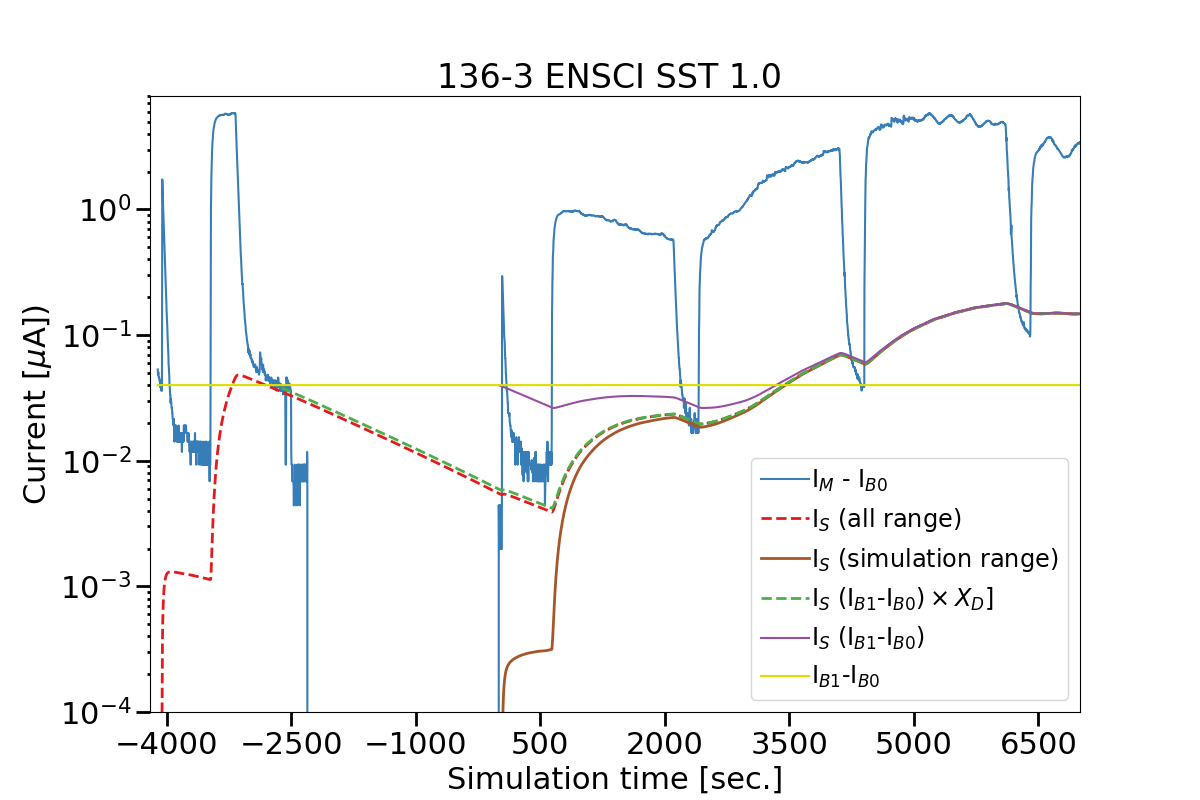 136-3 ENSCI SST 1.0
Current [μA])
10⁰
10⁻¹
10⁻²
10⁻³
10⁻⁴
I_M - I_B0
I_S (all range)
I_S (simulation range)
I_S (I_B1-I_B0) × X_D]
I_S (I_B1-I_B0)
I_B1-I_B0
−4000 −2500 −1000 500 2000 3500 5000 6500
Simulation time [sec.]